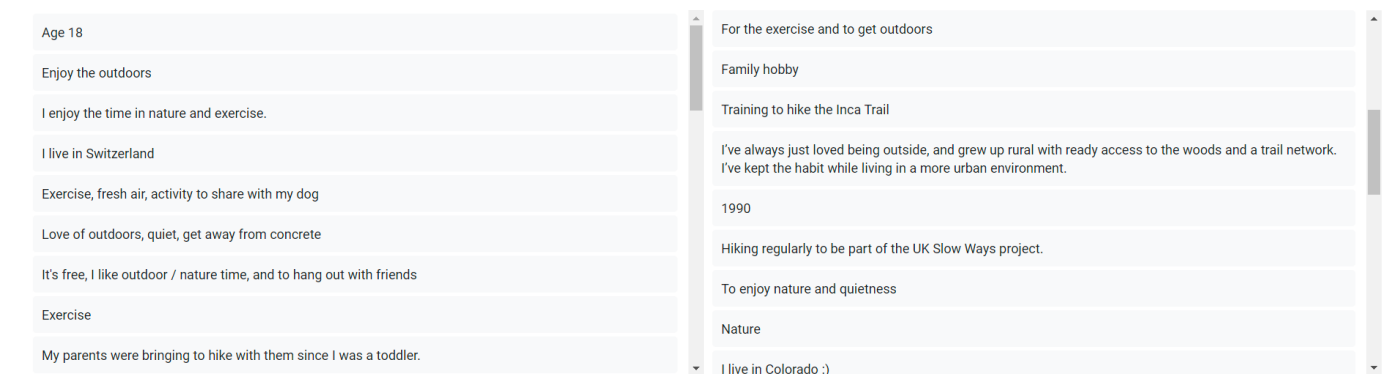 Age 18
Enjoy the outdoors
I enjoy the time in nature and exercise.
I live in Switzerland
Exercise, fresh air, activity to share with my dog
Love of outdoors, quiet, get away from concrete
It's free, I like outdoor / nature time, and to hang out with friends
Exercise
My parents were bringing to hike with them since I was a toddler.
For the exercise and to get outdoors
Family hobby
Training to hike the Inca Trail
I’ve always just loved being outside, and grew up rural with ready access to the woods and a trail network.
I’ve kept the habit while living in a more urban environment.
1990
Hiking regularly to be part of the UK Slow Ways project.
To enjoy nature and quietness
Nature
I live in Colorado :)